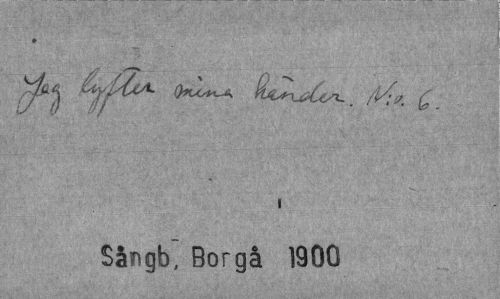 Jag lyfter mina händer. N:o. 6.
Sångb, Borgå 1900